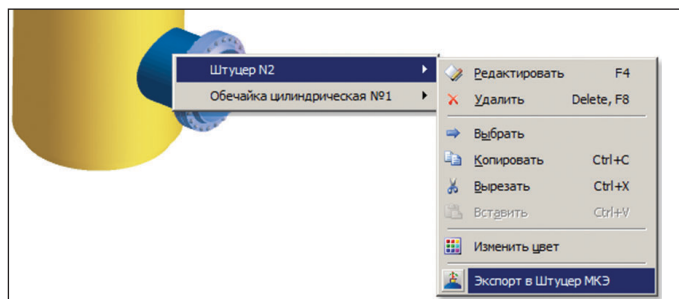 Штуцер N2
Обечайка цилиндрическая №1
Редактировать F4
Удалить Delete, F8
Выбрать
Копировать Ctrl+C
Вырезать Ctrl+X
Вставить Ctrl+V
Изменить цвет
Экспорт в Штуцер МКЭ